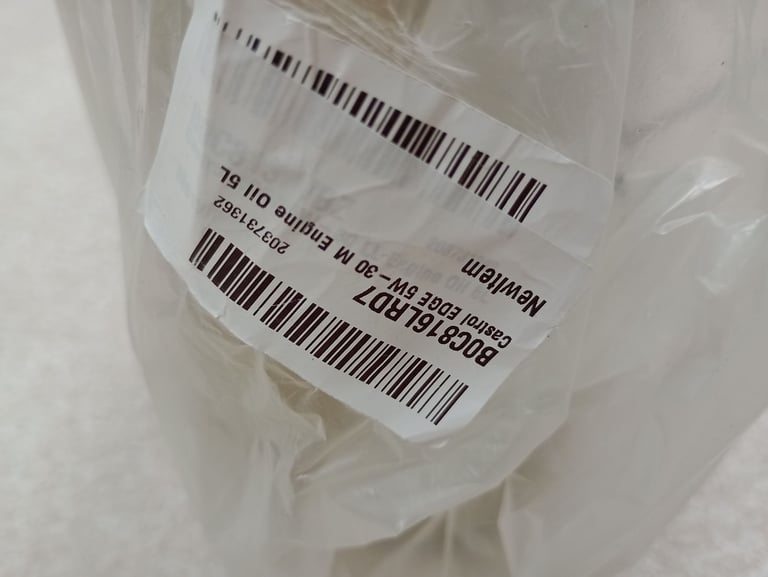 B0C816LRD7
Castrol EDGE 5W-30 M Engine Oil 5L
NewItem
203731362